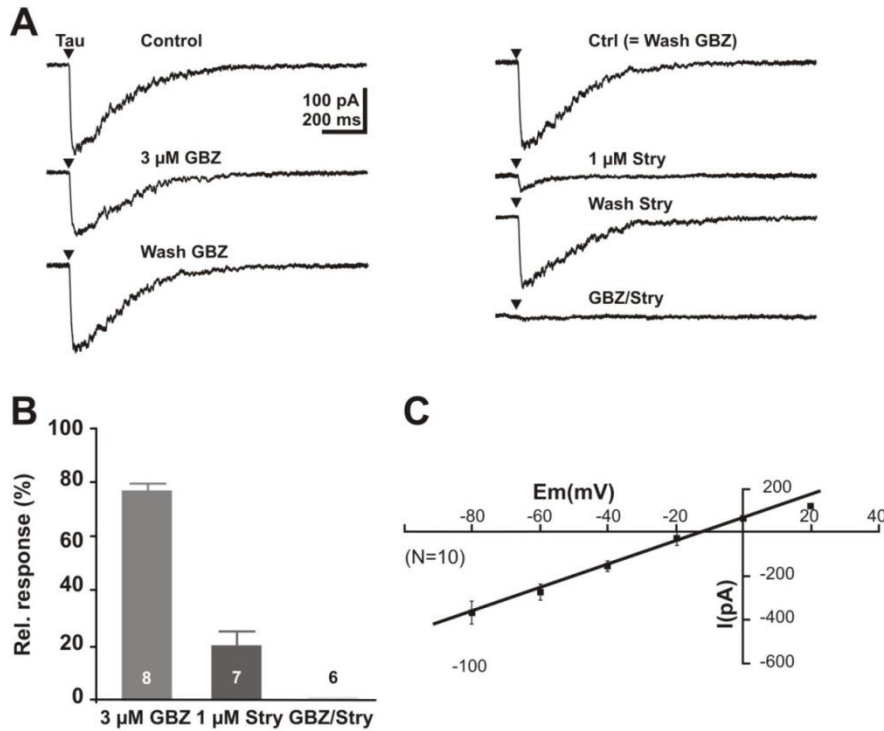 A
Tau Control
100 pA
200 ms
3 µM GBZ
Wash GBZ
Ctrl (= Wash GBZ)
1 µM Stry
Wash Stry
GBZ/Stry
B
Rel. response (%)
100
80
60
40
20
0
8
7
6
3 µM GBZ 1 µM Stry GBZ/Stry
C
Em(mV)
200
-80 -60 -40 -20 0 20 40
(N=10)
I(pA)
-200
-400
-600
-100